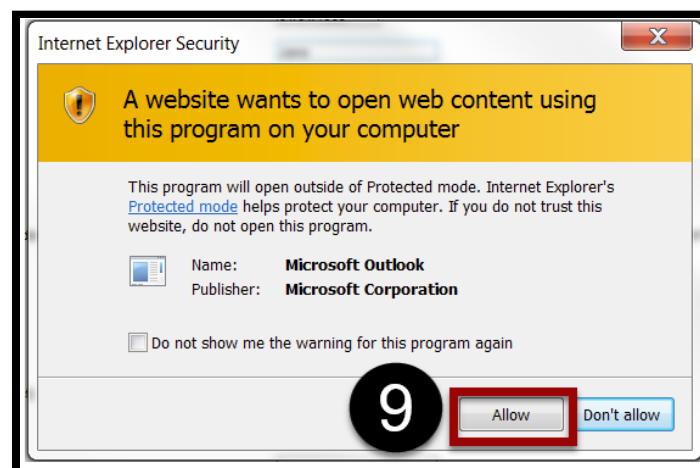 Internet Explorer Security
A website wants to open web content using
this program on your computer
This program will open outside of Protected mode. Internet Explorer's
Protected mode helps protect your computer. If you do not trust this
website, do not open this program.
Name: Microsoft Outlook
Publisher: Microsoft Corporation
Do not show me the warning for this program again
9 Allow Don't allow